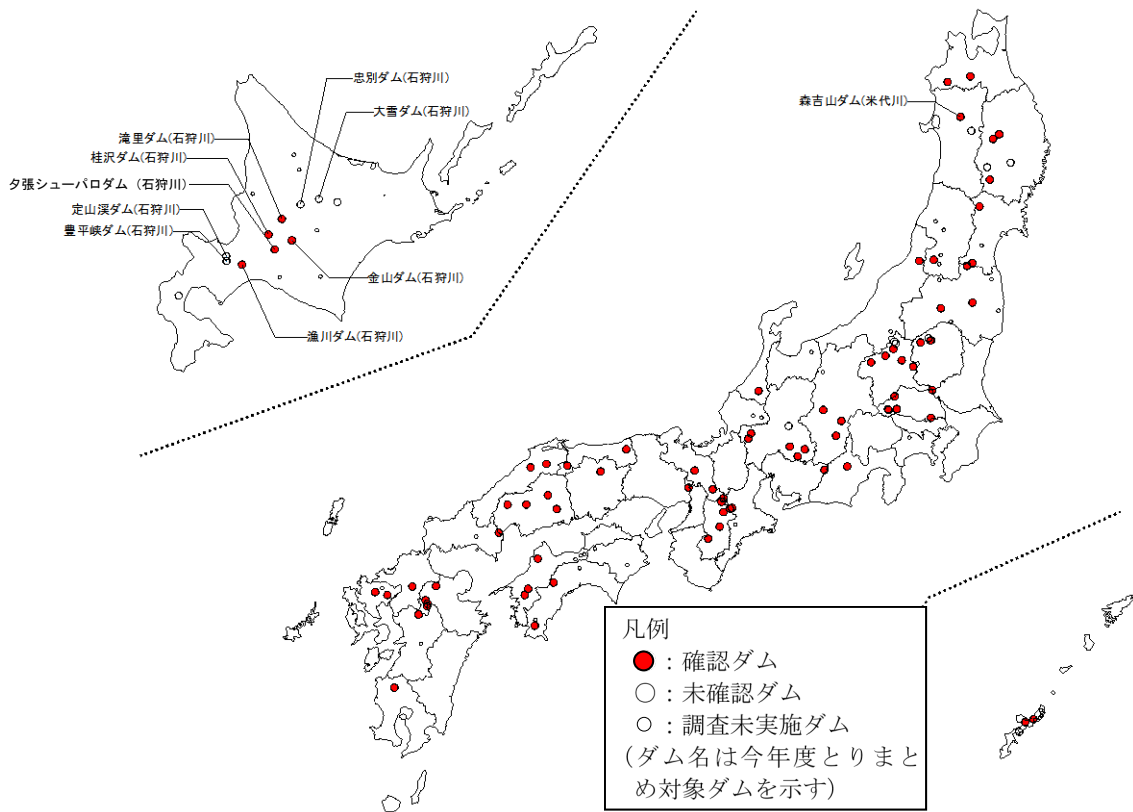 忠別ダム(石狩川)
大雪ダム(石狩川)
滝里ダム(石狩川)
桂沢ダム(石狩川)
夕張シューパロダム（石狩川）
定山渓ダム(石狩川)
豊平峡ダム(石狩川)
金山ダム(石狩川)
漁川ダム(石狩川)
森吉山ダム(米代川)
凡例
●：確認ダム
○：未確認ダム
○：調査未実施ダム
(ダム名は今年度とりまと
め対象ダムを示す)